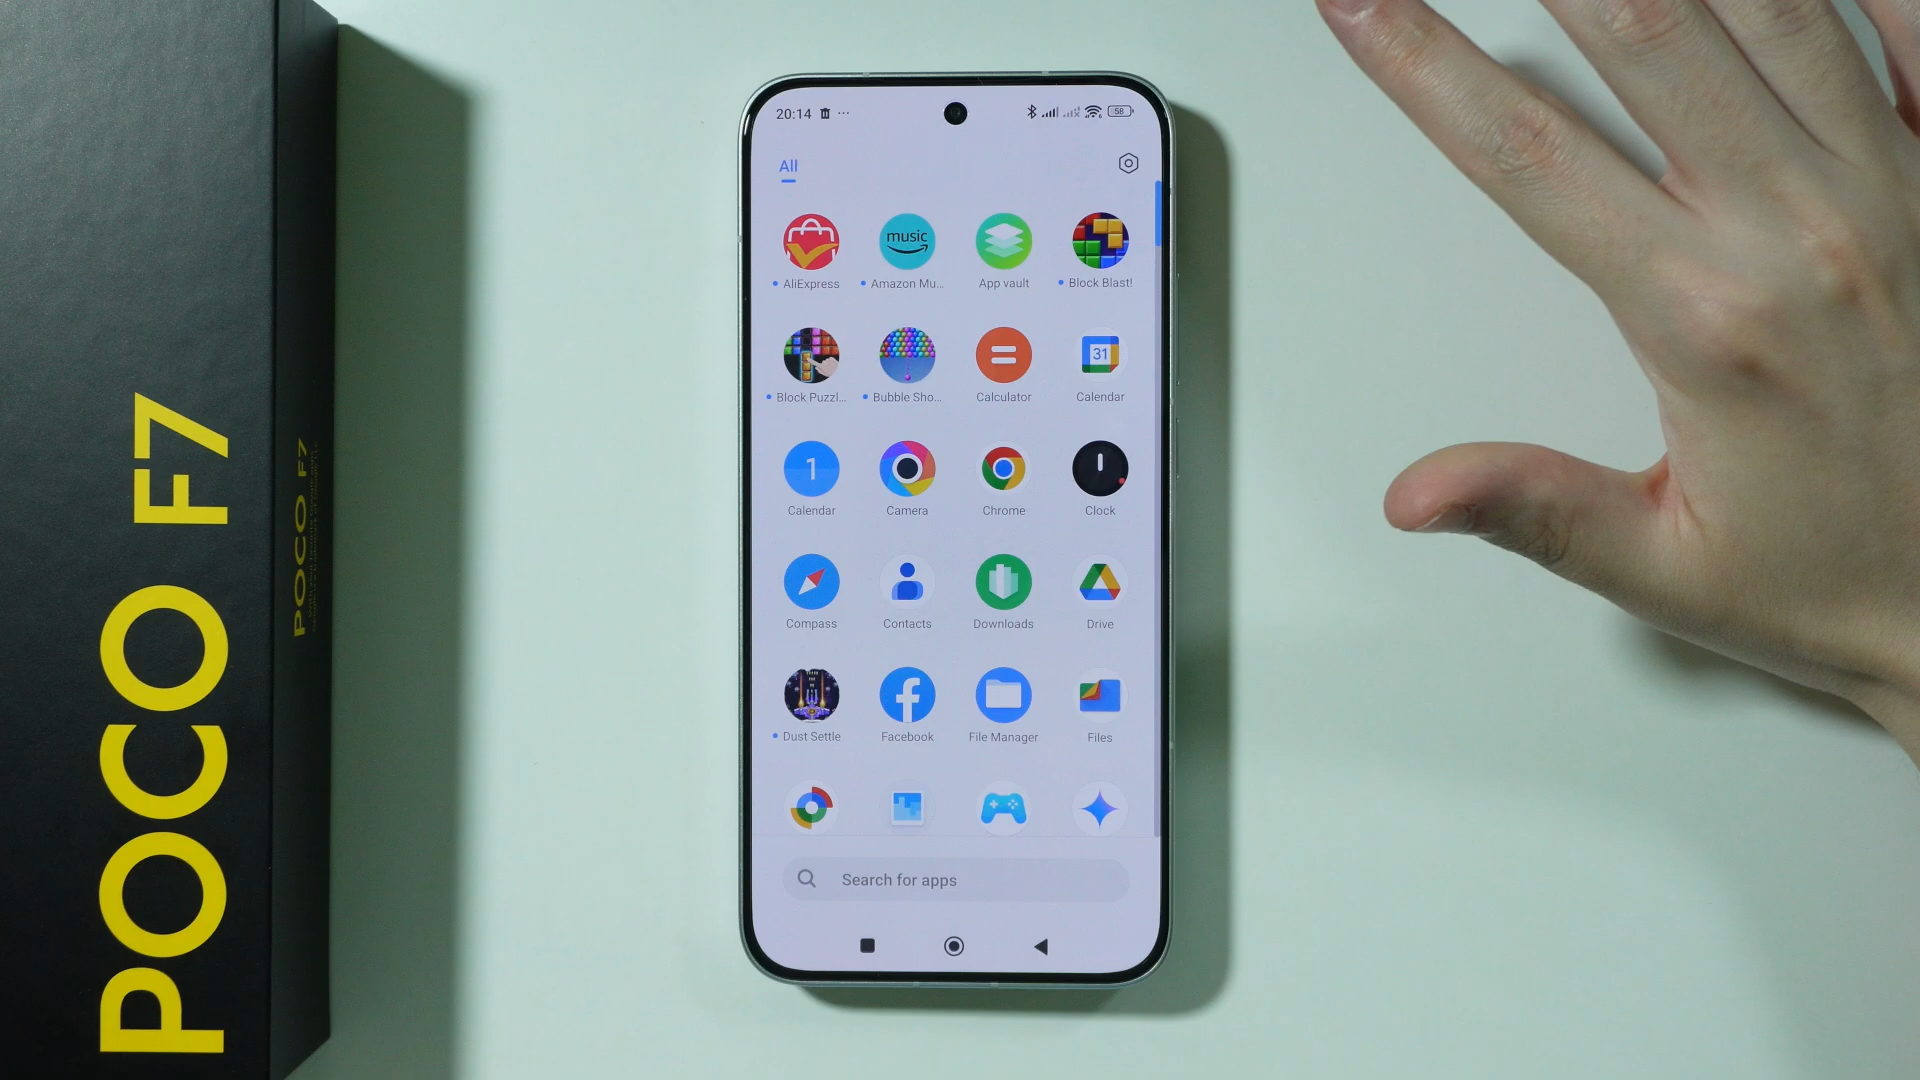 POCO F7
POCO F7
20:14 ...
58
All
music
AliExpress
Amazon Mu...
App vault
Block Blast!
31
Block Puzzl...
Bubble Sho...
Calculator
Calendar
1
Calendar
Camera
Chrome
Clock
Compass
Contacts
Downloads
Drive
Dust Settle
Facebook
File Manager
Files
Search for apps